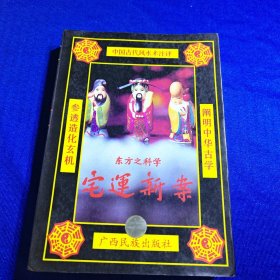 中国古代风水术注评
参透造化玄机
阐明中华古学
东方之科学
宅運新案
广西民族出版社